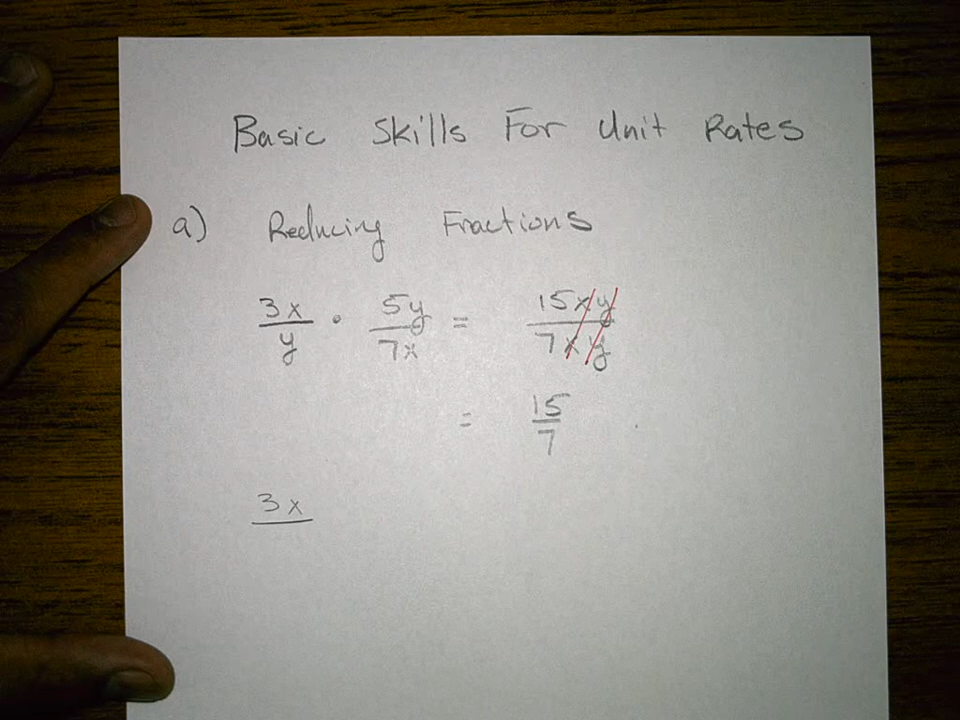 Basic Skills For Unit Rates
a) Reducing Fractions
3x/y · 5y/7x = 15xy/7xy
= 15/7
3x